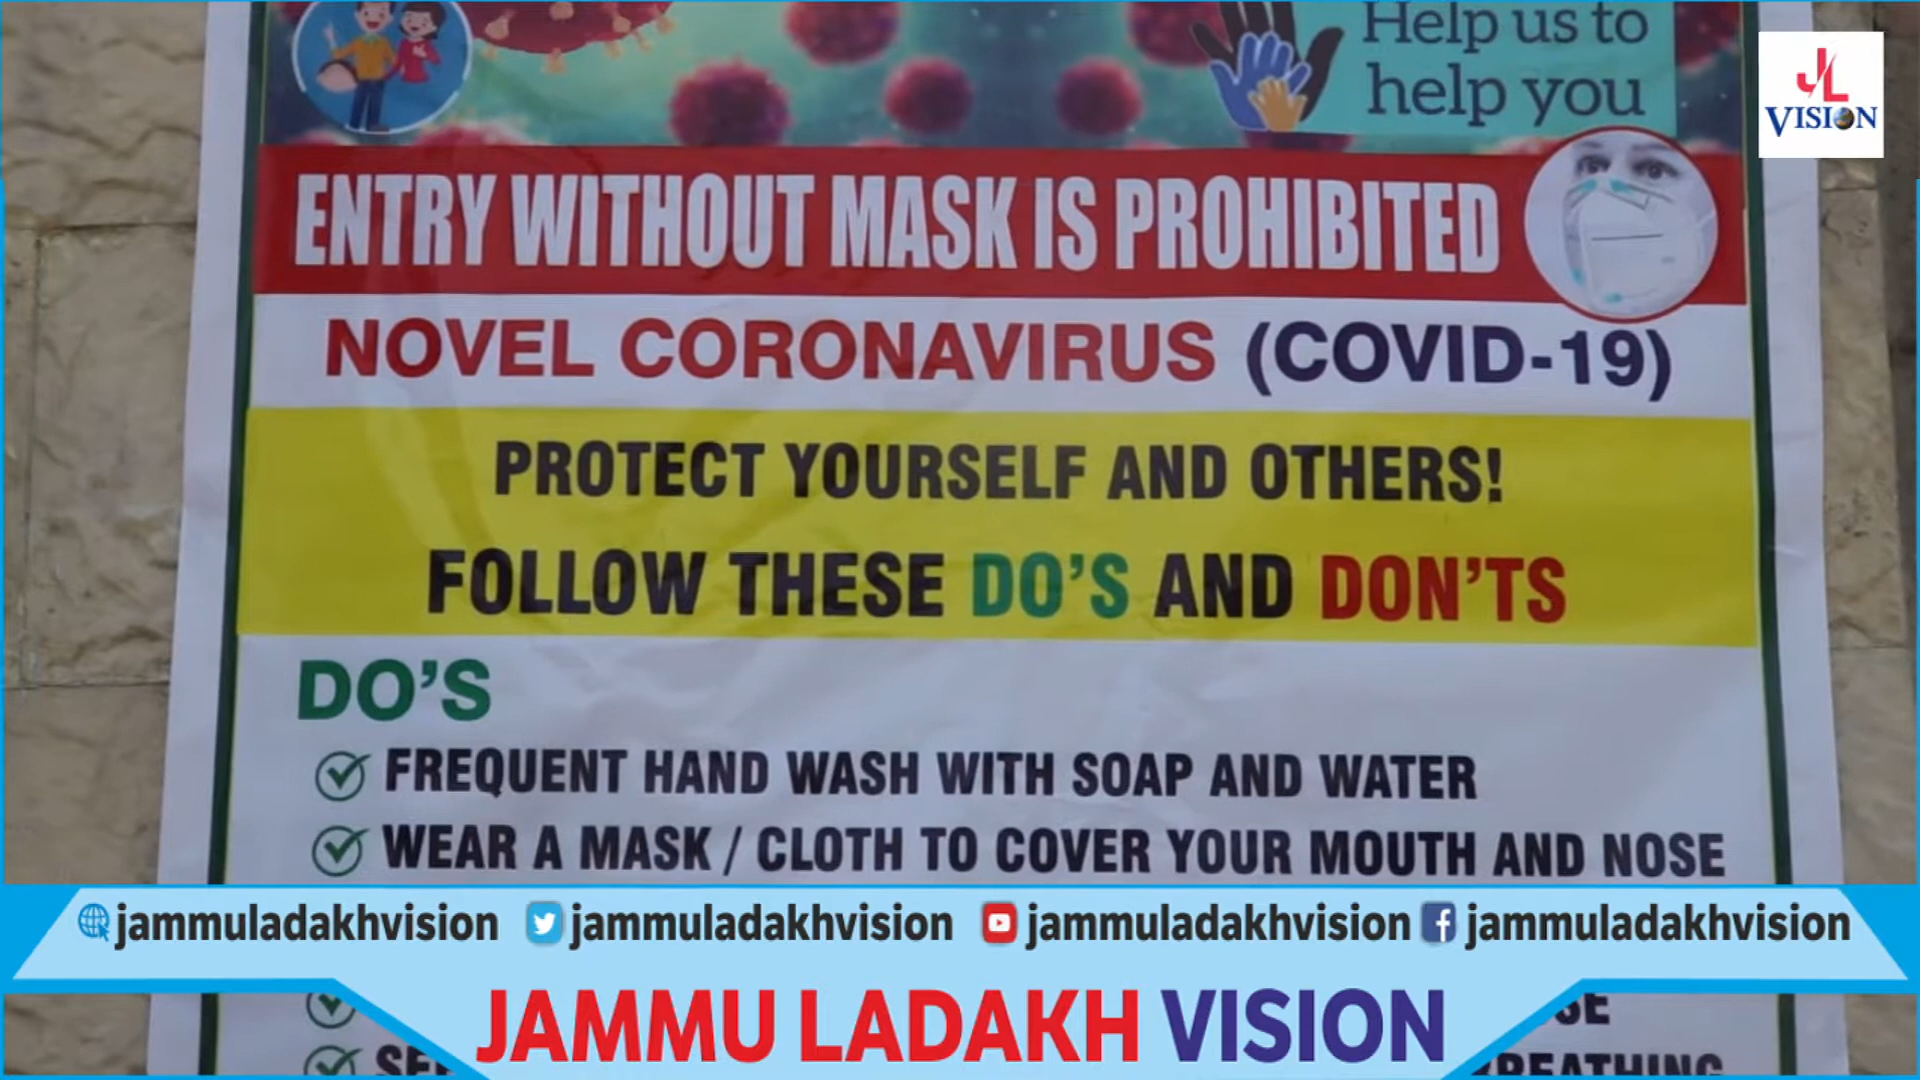 Help us to
help you
JL
VISION
ENTRY WITHOUT MASK IS PROHIBITED
NOVEL CORONAVIRUS (COVID-19)
PROTECT YOURSELF AND OTHERS!
FOLLOW THESE DO'S AND DON'TS
DO'S
FREQUENT HAND WASH WITH SOAP AND WATER
WEAR A MASK / CLOTH TO COVER YOUR MOUTH AND NOSE
jammuladakhvision jammuladakhvision jammuladakhvision jammuladakhvision
JAMMU LADAKH VISION